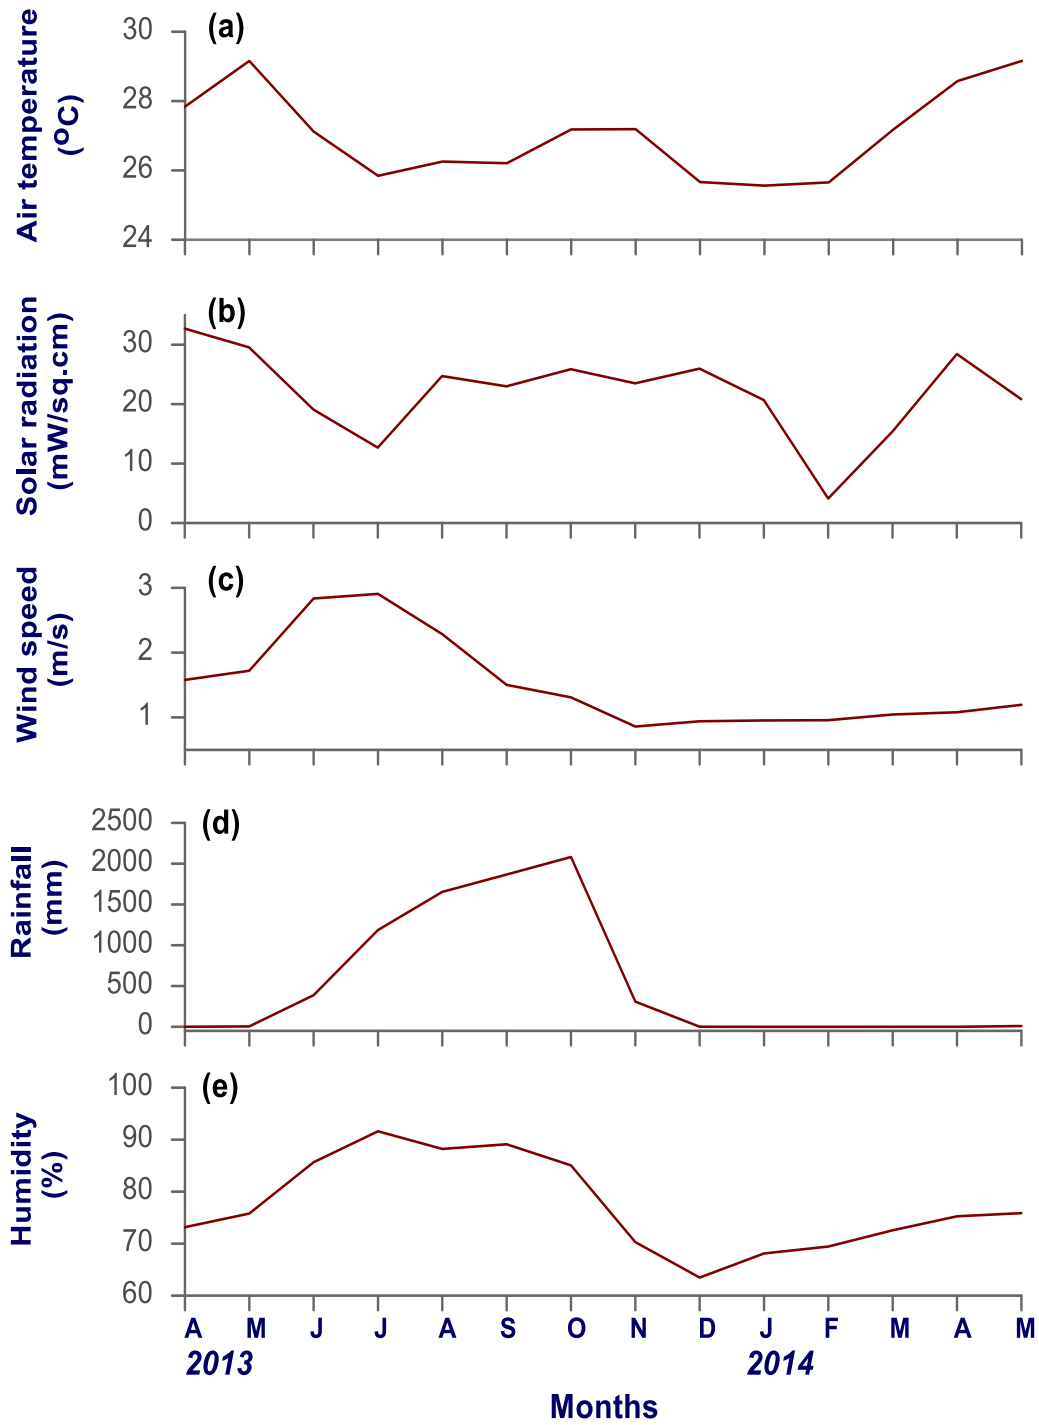 (a)
Air temperature
(ºC)
30
28
26
24
(b)
Solar radiation
(mW/sq.cm)
30
20
10
0
(c)
Wind speed
(m/s)
3
2
1
(d)
Rainfall
(mm)
2500
2000
1500
1000
500
0
(e)
Humidity
(%)
100
90
80
70
60
A M J J A S O N D J F M A M
2013 2014
Months